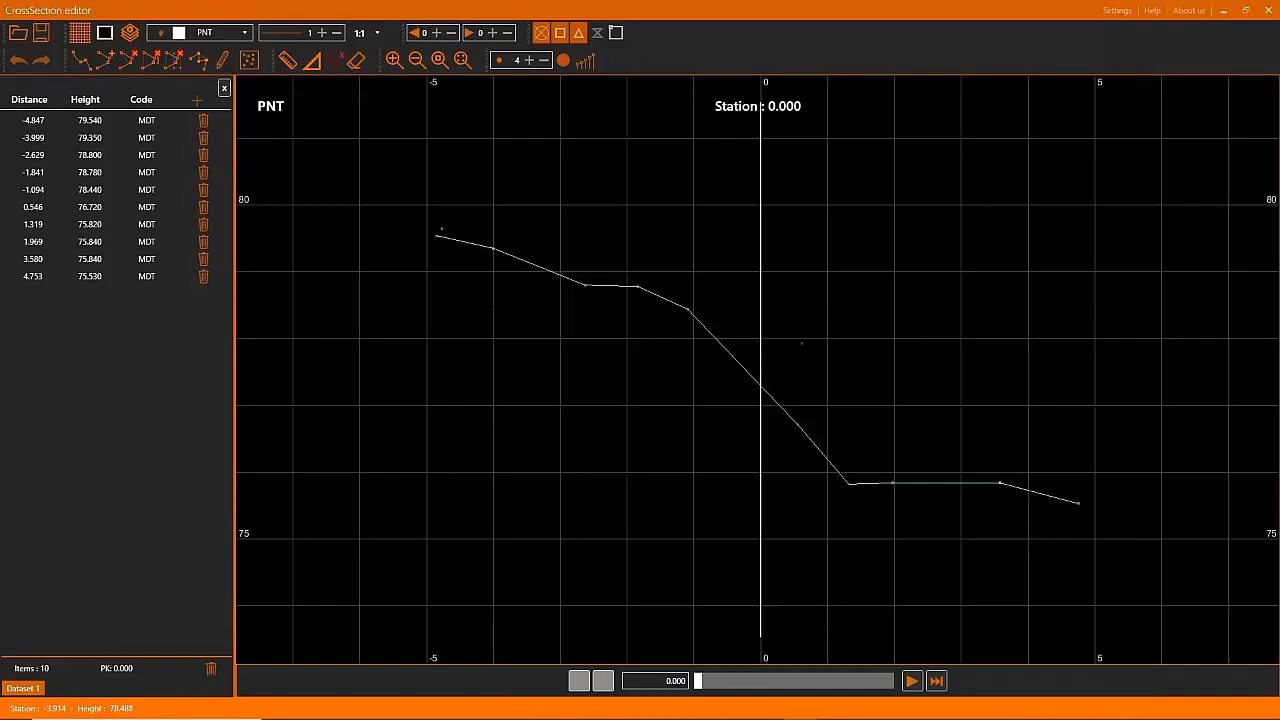 CrossSection editor
Settings Help About us
PNT 1 1:1 0 0
4
x
Distance Height Code
-4.847 79.540 MDT
-3.999 79.350 MDT
-2.629 78.800 MDT
-1.841 78.780 MDT
-1.094 78.440 MDT
0.546 76.720 MDT
1.319 75.820 MDT
1.969 75.840 MDT
3.580 75.840 MDT
4.753 75.530 MDT
-5 0 5
PNT
Station : 0.000
80 80
75 75
-5 0 5
Items : 10 PK: 0.000
0.000
Dataset 1
Station : -3.914 - Height : 78.488